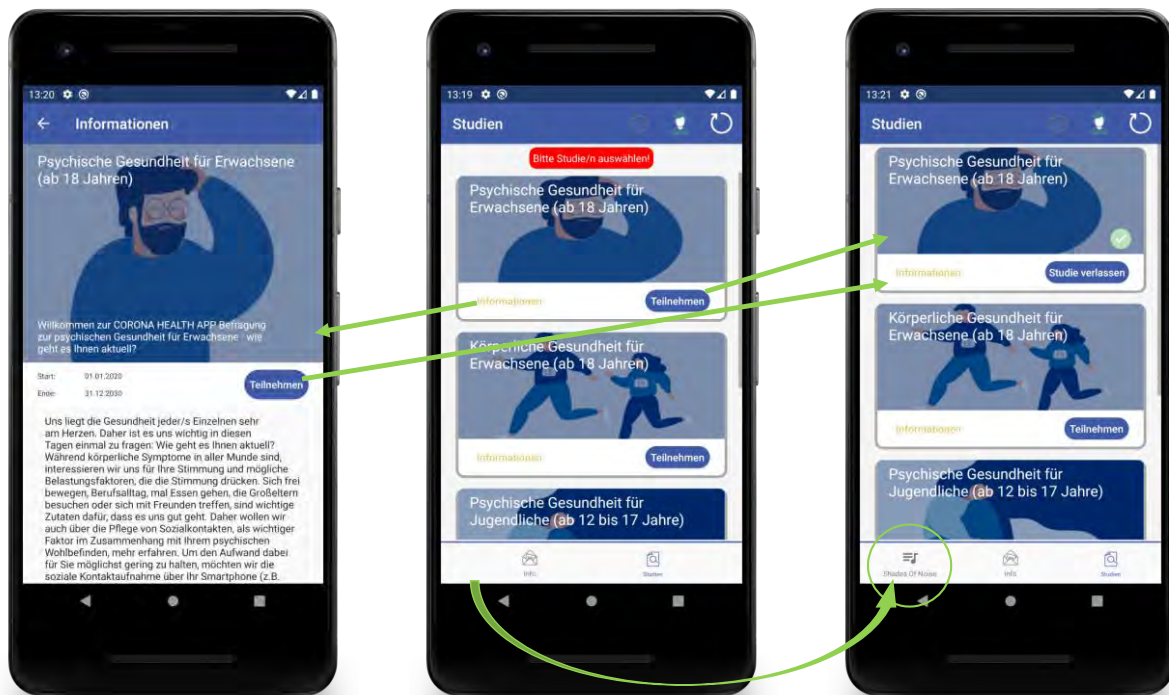 13:20
Informationen
Psychische Gesundheit für Erwachsene
(ab 18 Jahren)
Willkommen zur CORONA HEALTH APP Befragung
zur psychischen Gesundheit für Erwachsene - wie
geht es Ihnen aktuell?
Start: 01.01.2020
Ende: 31.12.2030
Teilnehmen
Uns liegt die Gesundheit jeder/s Einzelnen sehr
am Herzen. Daher ist es uns wichtig in diesen
Tagen einmal zu fragen: Wie geht es Ihnen aktuell?
Während körperliche Symptome in aller Munde sind,
interessieren wir uns für Ihre Stimmung und mögliche
Belastungsfaktoren, die die Stimmung drücken. Sich frei
bewegen, Berufsalltag, mal Essen gehen, die Großeltern
besuchen oder sich mit Freunden treffen, sind wichtige
Zutaten dafür, dass es uns gut geht. Daher wollen wir
auch über die Pflege von Sozialkontakten, als wichtiger
Faktor im Zusammenhang mit Ihrem psychischen
Wohlbefinden, mehr erfahren. Um den Aufwand dabei
für Sie möglichst gering zu halten, möchten wir die
soziale Kontaktaufnahme über Ihr Smartphone (z.B.
13:19
Studien
Bitte Studie/n auswählen!
Psychische Gesundheit für
Erwachsene (ab 18 Jahren)
Informationen
Teilnehmen
Körperliche Gesundheit für
Erwachsene (ab 18 Jahren)
Informationen
Teilnehmen
Psychische Gesundheit für
Jugendliche (ab 12 bis 17 Jahre)
Info
Studien
13:21
Studien
Psychische Gesundheit für
Erwachsene (ab 18 Jahren)
Informationen
Studie verlassen
Körperliche Gesundheit für
Erwachsene (ab 18 Jahren)
Informationen
Teilnehmen
Psychische Gesundheit für
Jugendliche (ab 12 bis 17 Jahre)
Shades Of Noise
Info
Studien